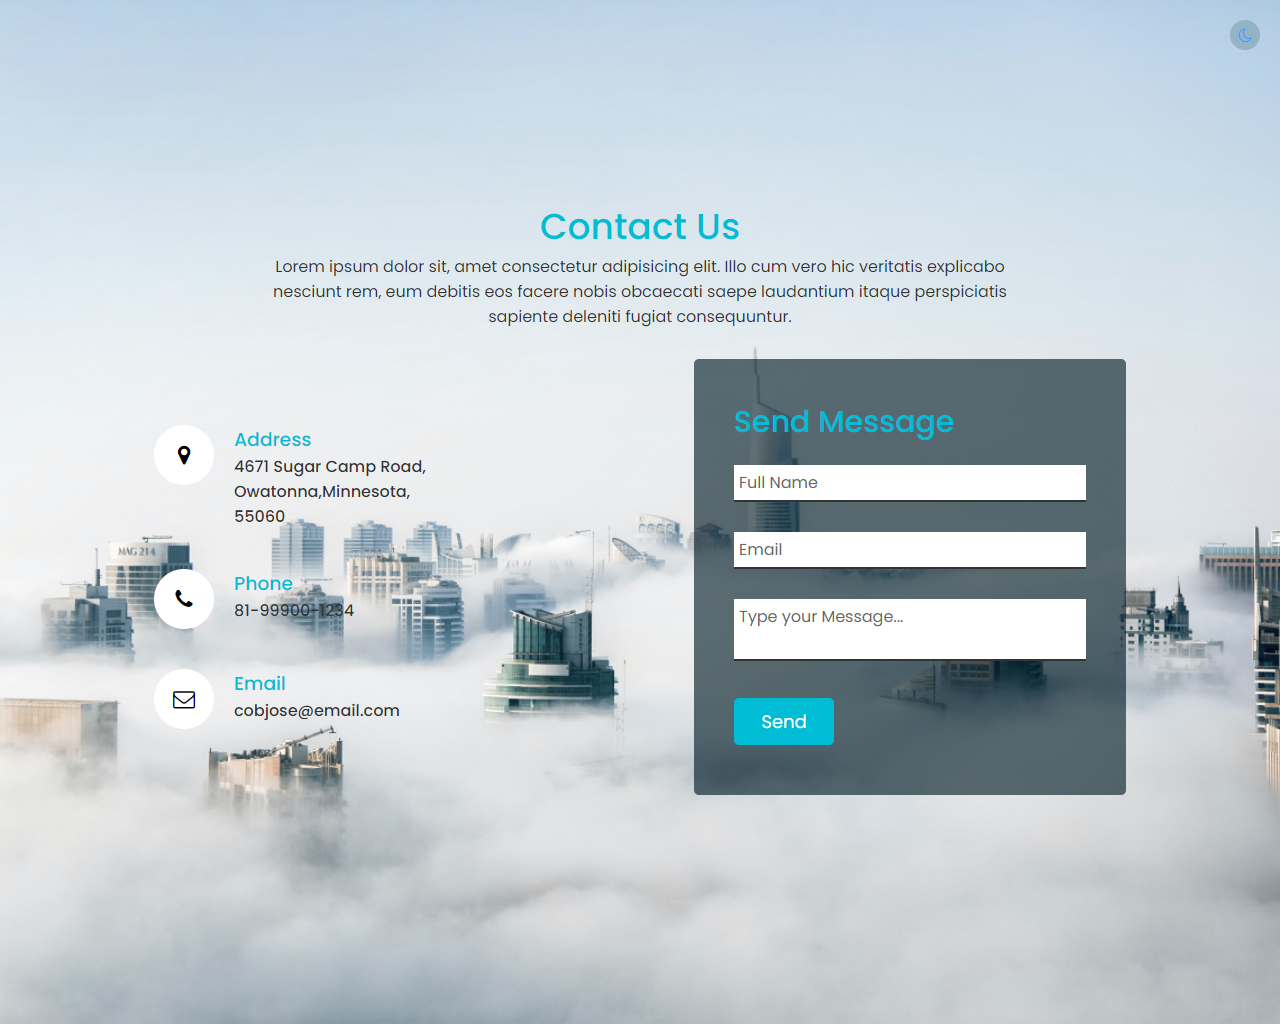 Contact Us
Lorem ipsum dolor sit, amet consectetur adipisicing elit. Illo cum vero hic veritatis explicabo
nesciunt rem, eum debitis eos facere nobis obcaecati saepe laudantium itaque perspiciatis
sapiente deleniti fugiat consequuntur.
Address
4671 Sugar Camp Road,
Owatonna,Minnesota,
55060
MAG 214
Phone
81-99900-1234
Email
cobjose@email.com
Send Message
Full Name
Email
Type your Message...
Send